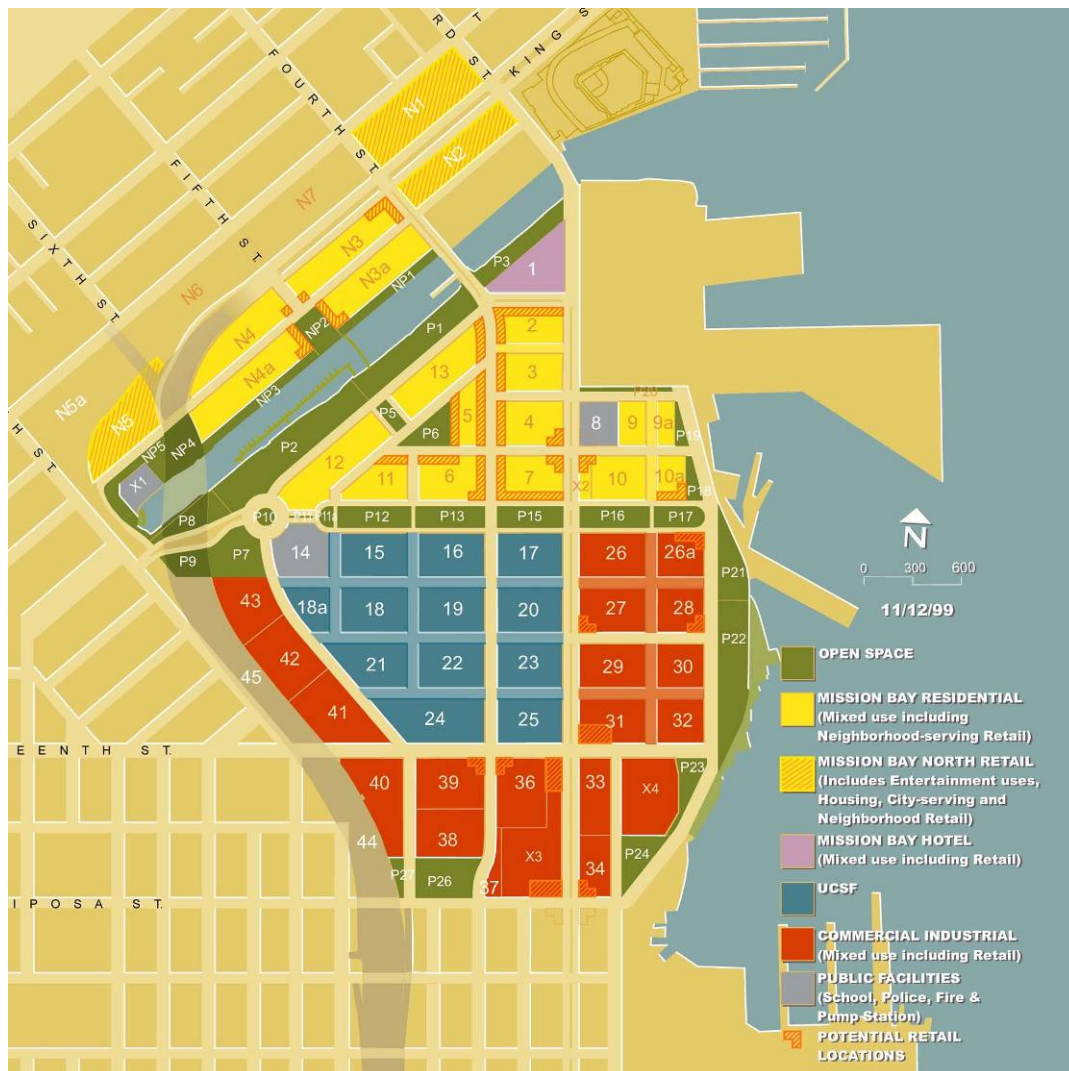 RD ST.
T
KING S
FOURTH ST.
N1
N2
FIFTH ST.
N7
SIXTH ST.
N3
N3a
NP1
P3
1
N6
N4
NP2
P1
2
N4a
NP3
13
3
N5a
N5
P5
5
4
P20
8
9
9a
P19
P6
P2
H ST.
NP5
NP4
12
11
6
7
X2
10
10a
P18
X1
P8
P10
P11
P11a
P12
P13
P15
P16
P17
P9
P7
14
15
16
17
26
26a
P21
N
0 300 600
11/12/99
43
18a
18
19
20
27
28
P22
42
45
21
22
23
29
30
41
24
25
31
32
EENTH ST.
40
39
36
33
X4
P23
44
38
X3
34
P24
P27
P26
37
IPOSA ST.
OPEN SPACE
MISSION BAY RESIDENTIAL
(Mixed use including
Neighborhood-serving Retail)
MISSION BAY NORTH RETAIL
(Includes Entertainment uses,
Housing, City-serving and
Neighborhood Retail)
MISSION BAY HOTEL
(Mixed use including Retail)
UCSF
COMMERCIAL INDUSTRIAL
(Mixed use including Retail)
PUBLIC FACILITIES
(School, Police, Fire &
Pump Station)
POTENTIAL RETAIL
LOCATIONS